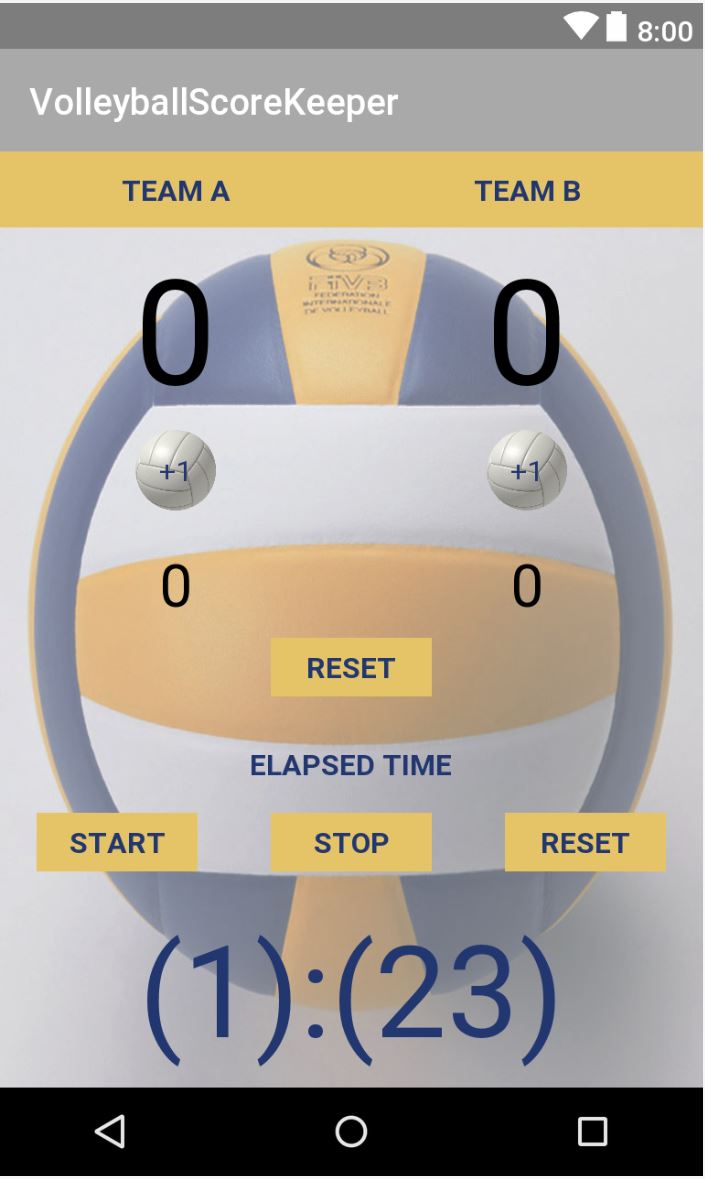 8:00
VolleyballScoreKeeper
TEAM A TEAM B
FIVB
FEDERATION
INTERNATIONALE
DE VOLLEYBALL
0 0
+1 +1
0 0
RESET
ELAPSED TIME
START STOP RESET
(1):(23)